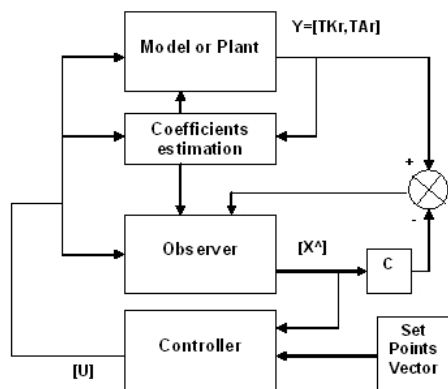 Model or Plant
Y=[TKr,TAr]
Coefficients
estimation
+
-
Observer
[X^]
C
Controller
Set
Points
Vector
[U]